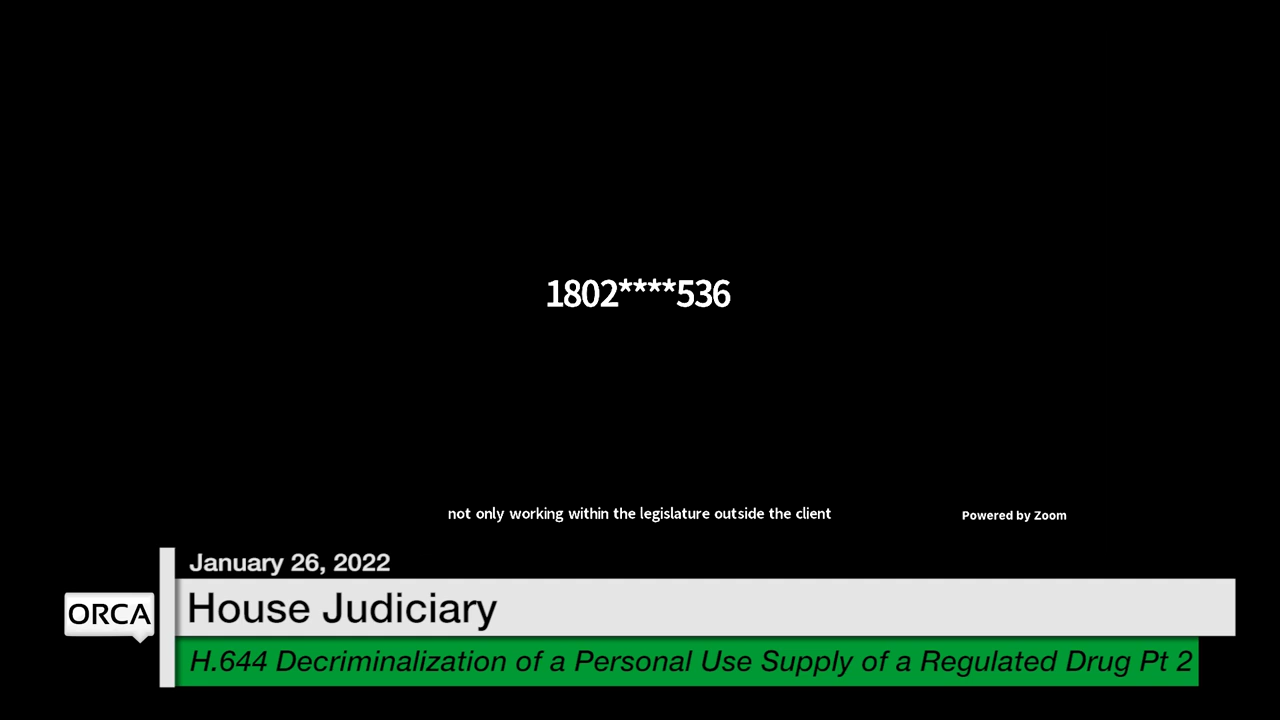 1802****536
not only working within the legislature outside the client
Powered by Zoom
January 26, 2022
House Judiciary
ORCA
H.644 Decriminalization of a Personal Use Supply of a Regulated Drug Pt 2